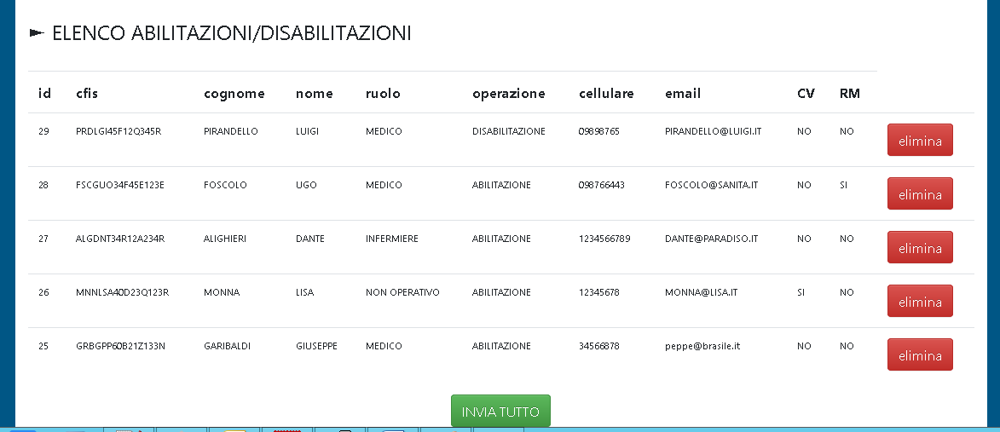 ► ELENCO ABILITAZIONI/DISABILITAZIONI
id cfis cognome nome ruolo operazione cellulare email CV RM
29 PRDLGI45F12Q345R PIRANDELLO LUIGI MEDICO DISABILITAZIONE 09898765 PIRANDELLO@LUIGI.IT NO NO elimina
28 FSCGUO34F45E123E FOSCOLO UGO MEDICO ABILITAZIONE 098766443 FOSCOLO@SANITA.IT NO SI elimina
27 ALGDNT34R12A234R ALIGHIERI DANTE INFERMIERE ABILITAZIONE 1234566789 DANTE@PARADISO.IT NO NO elimina
26 MNNLSA40D23Q123R MONNA LISA NON OPERATIVO ABILITAZIONE 12345678 MONNA@LISA.IT SI NO elimina
25 GRBGPP60B21Z133N GARIBALDI GIUSEPPE MEDICO ABILITAZIONE 34566878 peppe@brasile.it NO NO elimina
INVIA TUTTO